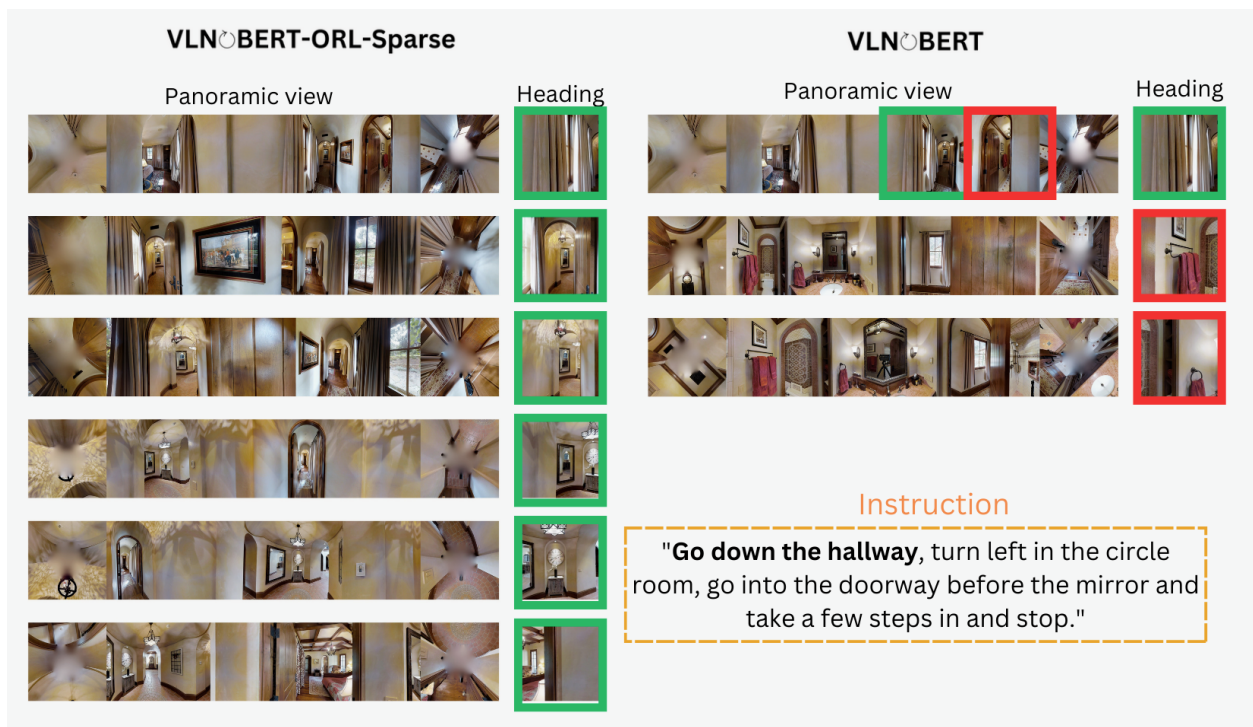 VLN↻BERT-ORL-Sparse
Panoramic view
Heading
VLN↻BERT
Panoramic view
Heading
Instruction
"Go down the hallway, turn left in the circle
room, go into the doorway before the mirror and
take a few steps in and stop."